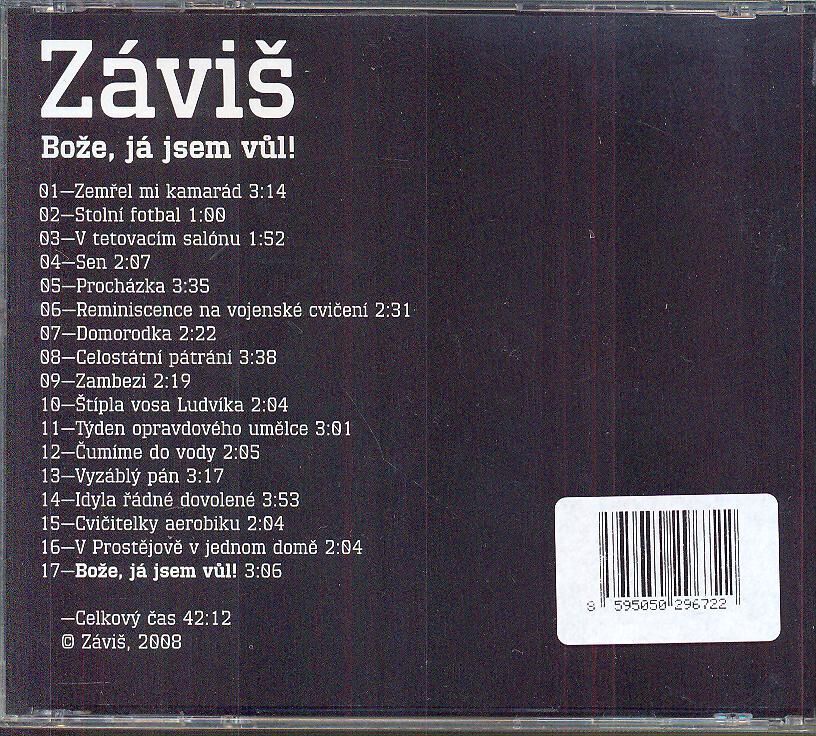 Záviš
Bože, já jsem vůl!
01—Zemřel mi kamarád 3:14
02—Stolní fotbal 1:00
03—V tetovacím salónu 1:52
04—Sen 2:07
05—Procházka 3:35
06—Reminiscence na vojenské cvičení 2:31
07—Domorodka 2:22
08—Celostátní pátrání 3:38
09—Zambezi 2:19
10—Štípla vosa Ludvíka 2:04
11—Týden opravdového umělce 3:01
12—Čumíme do vody 2:05
13—Vyzáblý pán 3:17
14—Idyla řádné dovolené 3:53
15—Cvičitelky aerobiku 2:04
16—V Prostějově v jednom domě 2:04
17—Bože, já jsem vůl! 3:06
—Celkový čas 42:12
© Záviš, 2008
8 595050 296722